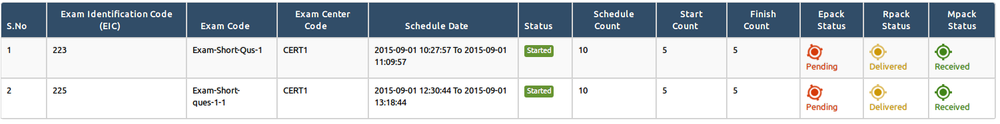 S.No Exam Identification Code (EIC) Exam Code Exam Center Code Schedule Date Status Schedule Count Start Count Finish Count Epack Status Rpack Status Mpack Status
1 223 Exam-Short-Qus-1 CERT1 2015-09-01 10:27:57 To 2015-09-01 Started 10 5 5
11:09:57 Pending Delivered Received
2 225 Exam-Short- CERT1 2015-09-01 12:30:44 To 2015-09-01 Started 10 5 5
ques-1-1 13:18:44 Pending Delivered Received